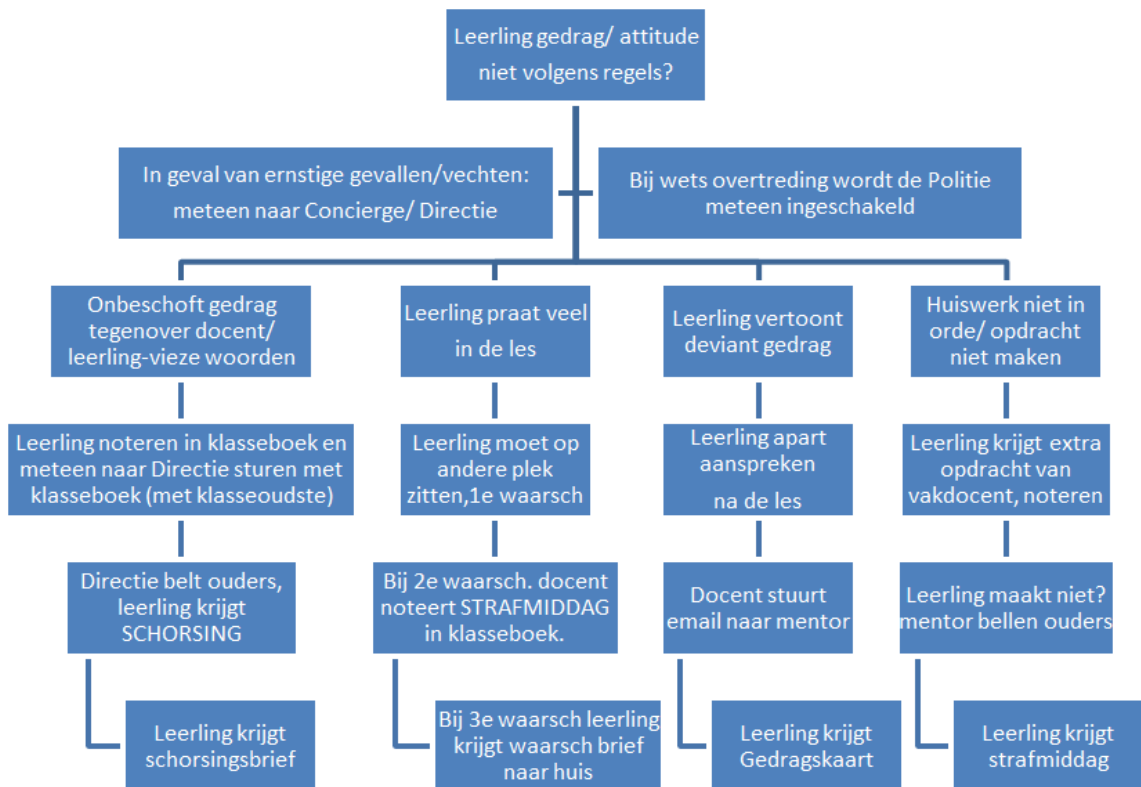 Leerling gedrag/ attitude
niet volgens regels?
In geval van ernstige gevallen/vechten:
meteen naar Concierge/ Directie
Bij wets overtreding wordt de Politie
meteen ingeschakeld
Onbeschoft gedrag
tegenover docent/
leerling-vieze woorden
Leerling praat veel
in de les
Leerling vertoont
deviant gedrag
Huiswerk niet in
orde/ opdracht
niet maken
Leerling noteren in klasseboek en
meteen naar Directie sturen met
klasseboek (met klasseoudste)
Leerling moet op
andere plek
zitten,1e waarsch
Leerling apart
aanspreken
na de les
Leerling krijgt extra
opdracht van
vakdocent, noteren
Directie belt ouders,
leerling krijgt
SCHORSING
Bij 2e waarsch. docent
noteert STRAFMIDDAG
in klasseboek.
Docent stuurt
email naar mentor
Leerling maakt niet?
mentor bellen ouders
Leerling krijgt
schorsingsbrief
Bij 3e waarsch leerling
krijgt waarsch brief
naar huis
Leerling krijgt
Gedragskaart
Leerling krijgt
strafmiddag